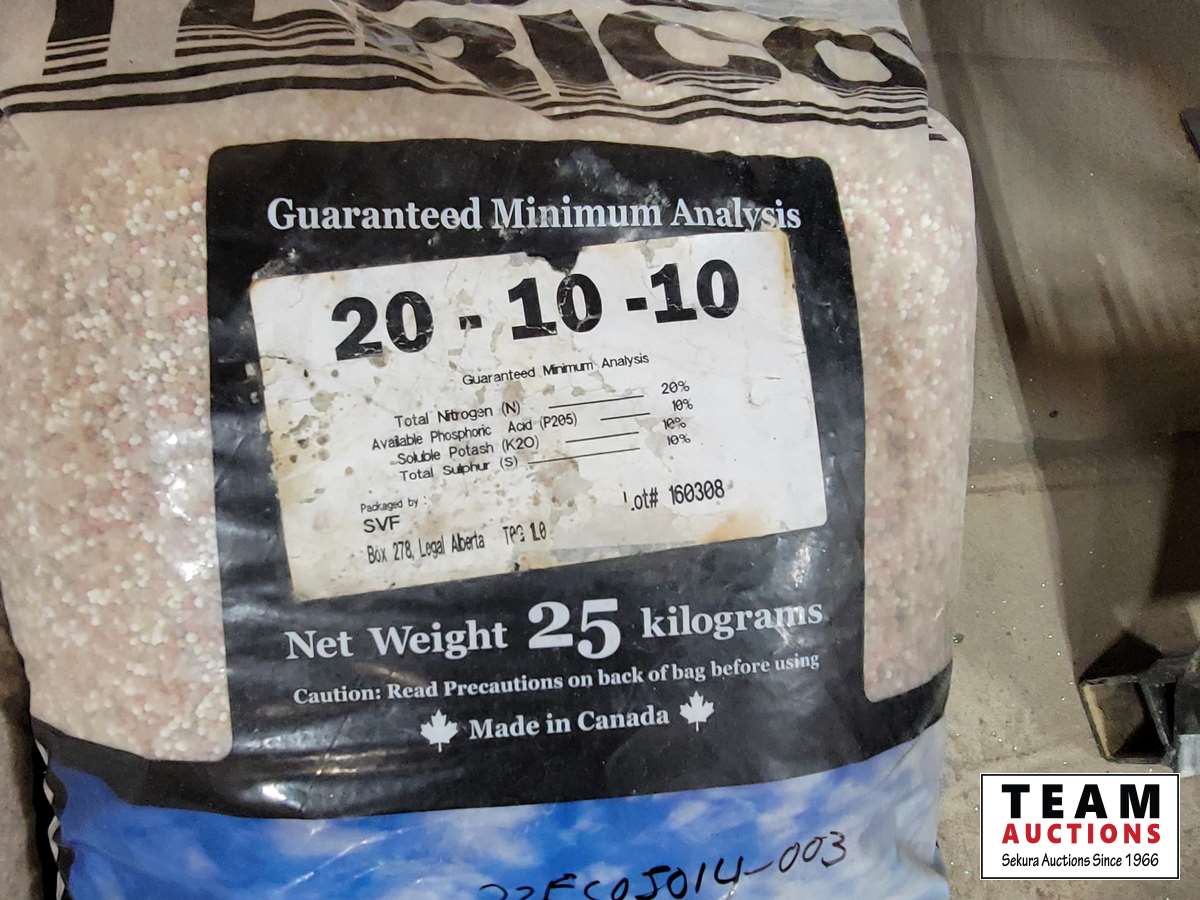 Guaranteed Minimum Analysis
20 - 10 -10
Guaranteed Minimum Analysis
Total Nitrogen (N) 20%
Available Phosphoric Acid (P205) 10%
Soluble Potash (K2O) 10%
Total Sulphur (S) 10%
Packaged by :
SVF
Lot# 160308
Box 278, Legal Alberta
Net Weight 25 kilograms
Caution: Read Precautions on back of bag before using
Made in Canada
TEAM
AUCTIONS
Sekura Auctions Since 1966